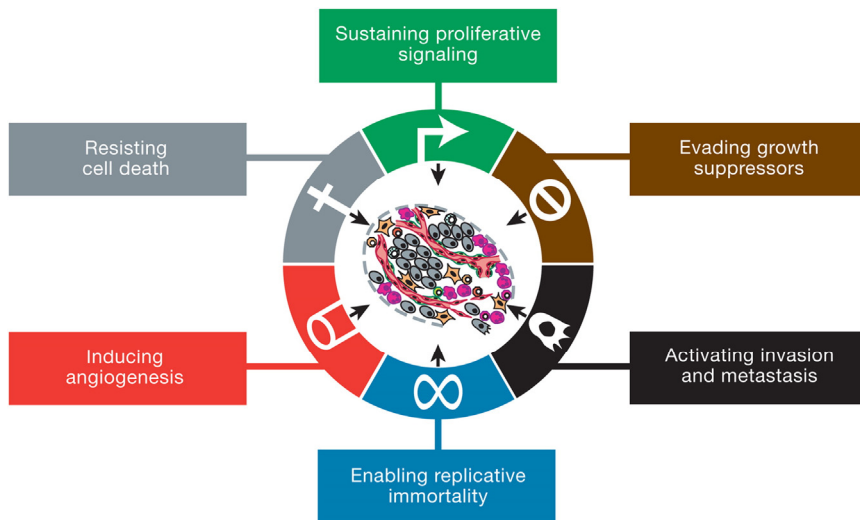 Sustaining proliferative
signaling
Resisting
cell death
Evading growth
suppressors
Inducing
angiogenesis
Activating invasion
and metastasis
Enabling replicative
immortality